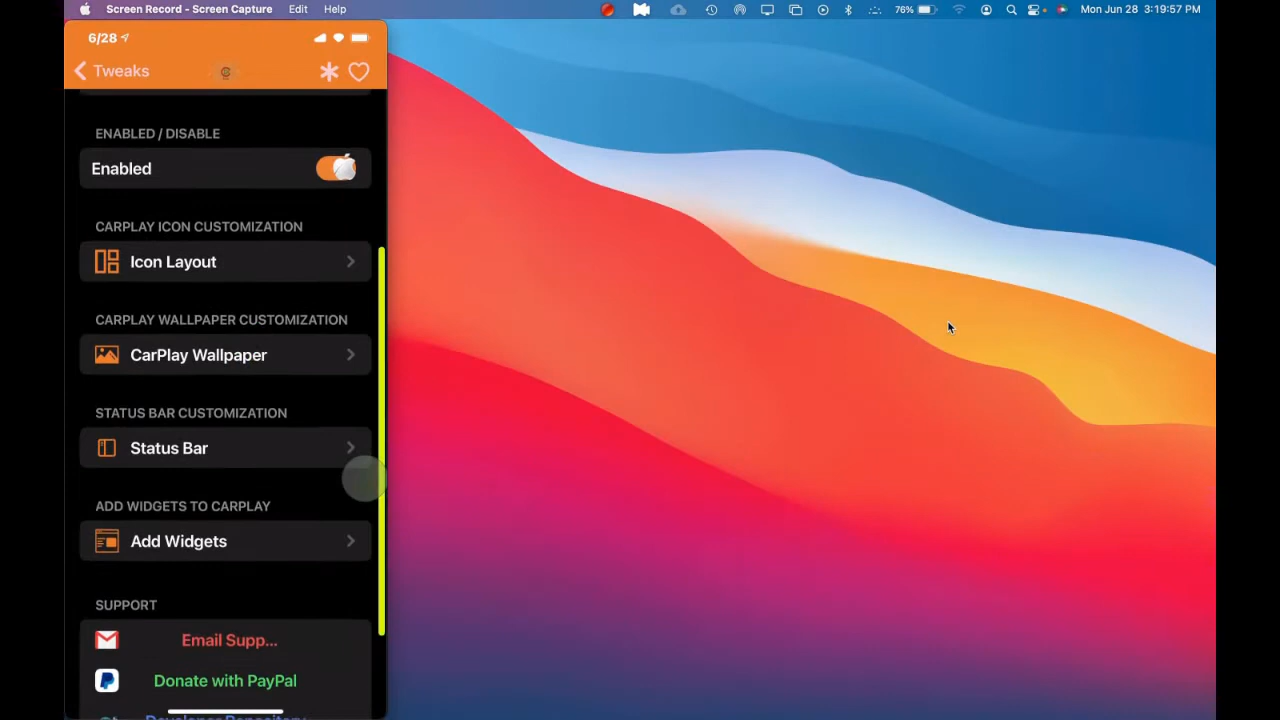 Screen Record - Screen Capture Edit Help 76% Mon Jun 28 3:19:57 PM
6/28
Tweaks
ENABLED / DISABLE
Enabled
CARPLAY ICON CUSTOMIZATION
Icon Layout
CARPLAY WALLPAPER CUSTOMIZATION
CarPlay Wallpaper
STATUS BAR CUSTOMIZATION
Status Bar
ADD WIDGETS TO CARPLAY
Add Widgets
SUPPORT
Email Supp...
Donate with PayPal
Developer Repository